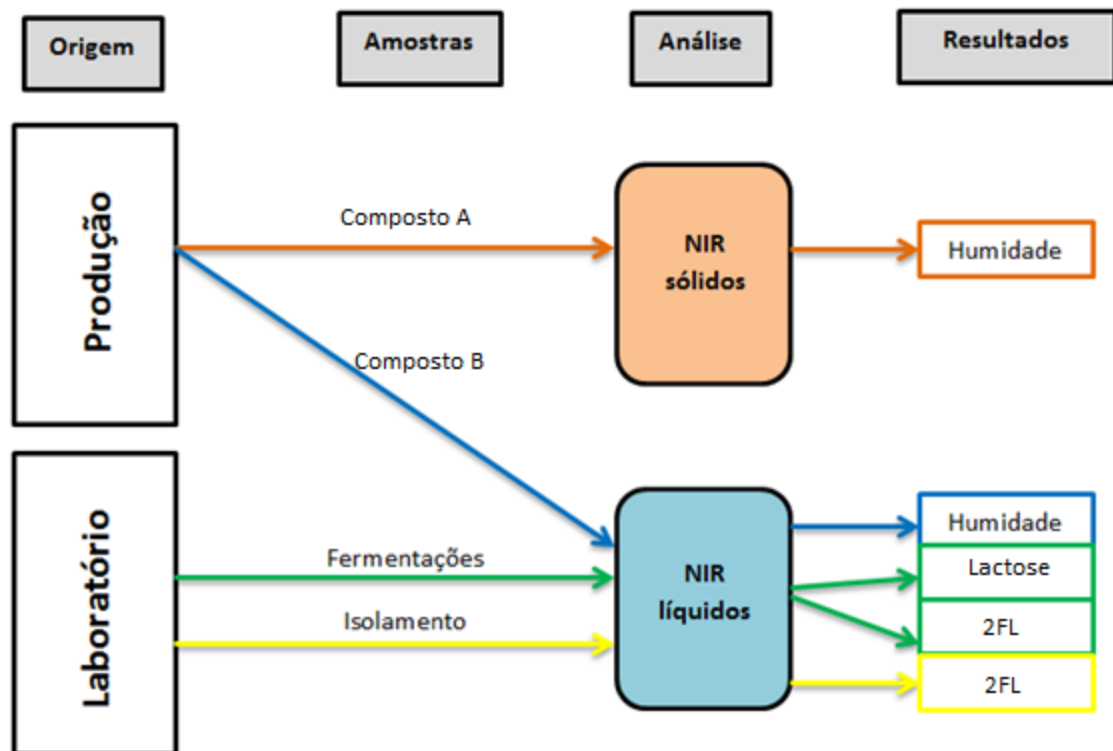 Origem
Amostras
Análise
Resultados
Produção
Composto A
NIR
sólidos
Humidade
Composto B
Laboratório
Fermentações
Isolamento
NIR
líquidos
Humidade
Lactose
2FL
2FL